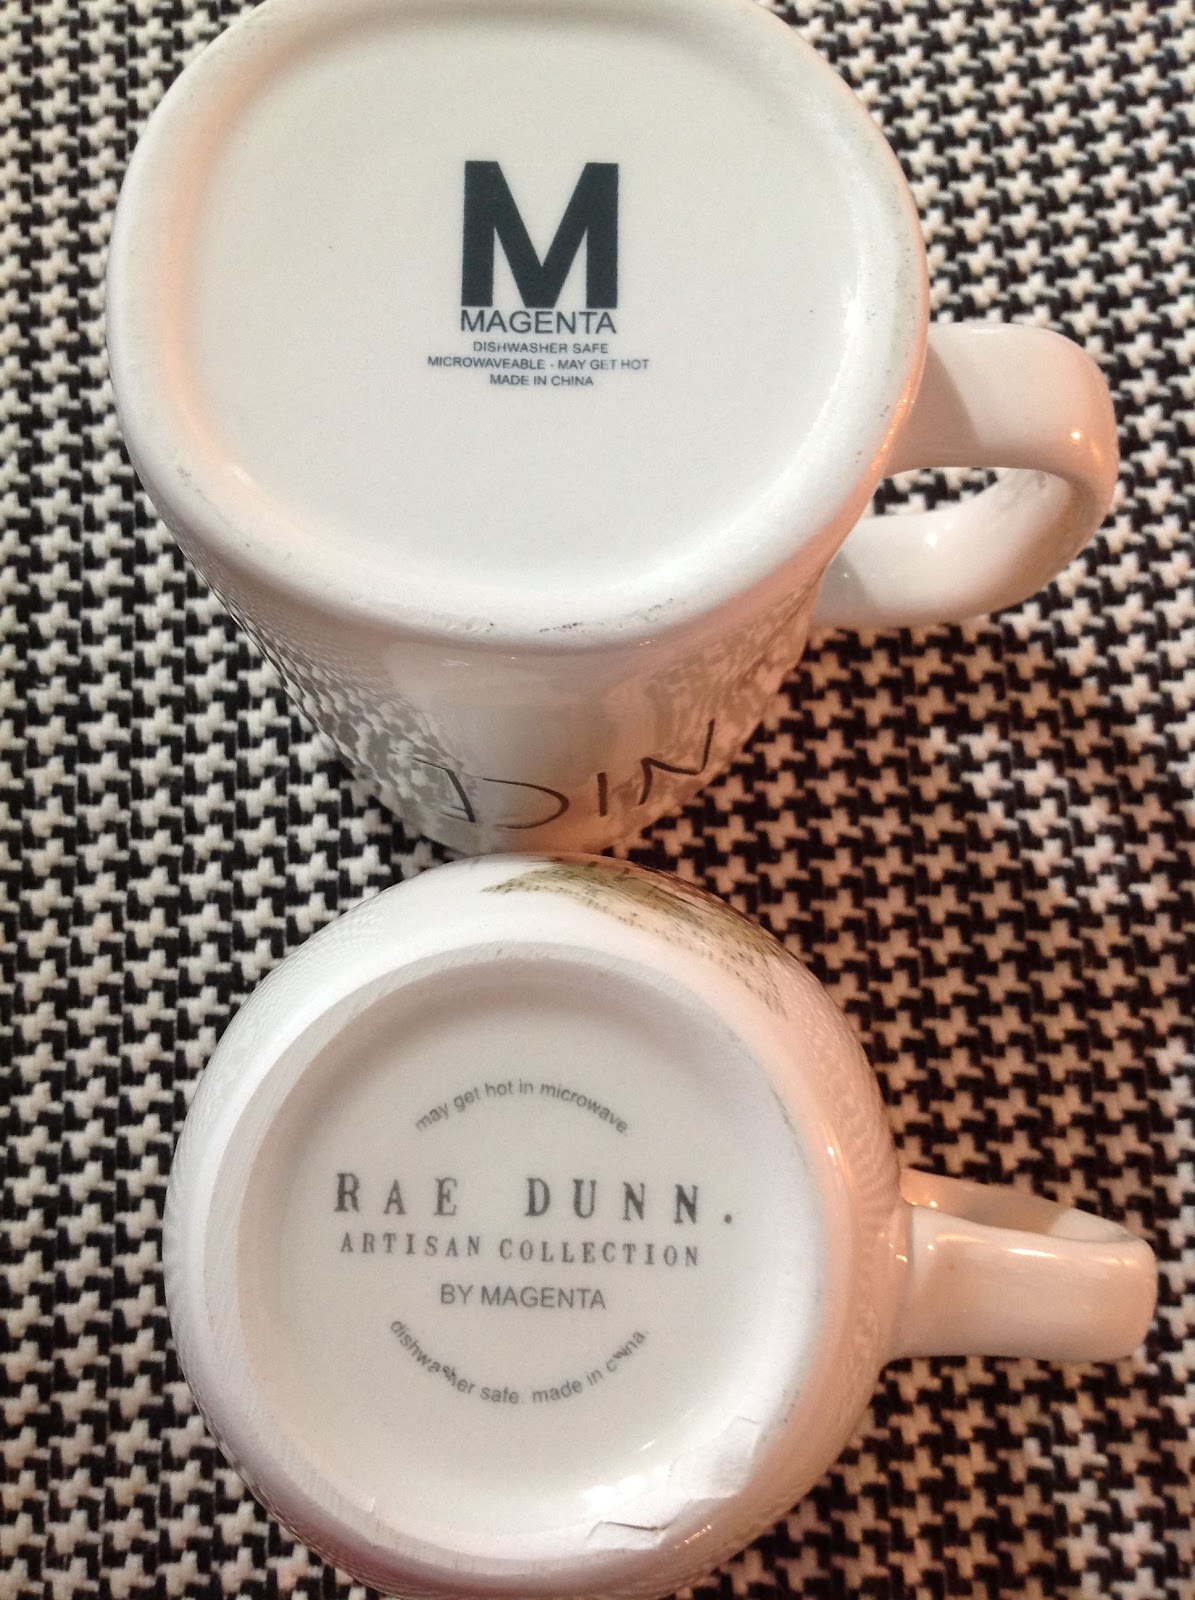 M
MAGENTA
DISHWASHER SAFE
MICROWAVEABLE - MAY GET HOT
MADE IN CHINA
DIN
may get hot in microwave.
RAE DUNN.
ARTISAN COLLECTION
BY MAGENTA
dishwasher safe. made in china.